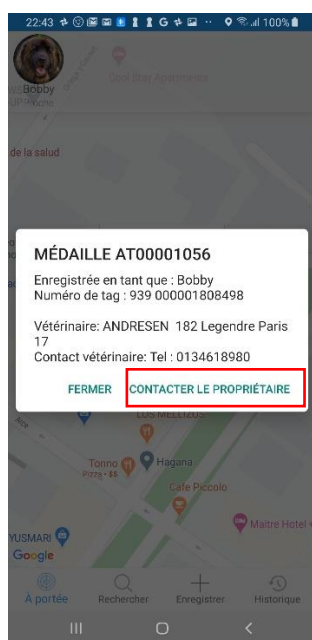 22:43 100%
Bobby
oche
Cool Stay Apartments
de la salud
MÉDAILLE AT00001056
Enregistrée en tant que : Bobby
Numéro de tag : 939 000001808498
Vétérinaire: ANDRESEN 182 Legendre Paris
17
Contact vétérinaire: Tel : 0134618980
FERMER CONTACTER LE PROPRIÉTAIRE
LOS MELLIZOS
Tonno
Pizza • $$
Hagana
Cafe Piccolo
Maitre Hotel
YUSMARI
Google
À portée Rechercher Enregistrer Historique